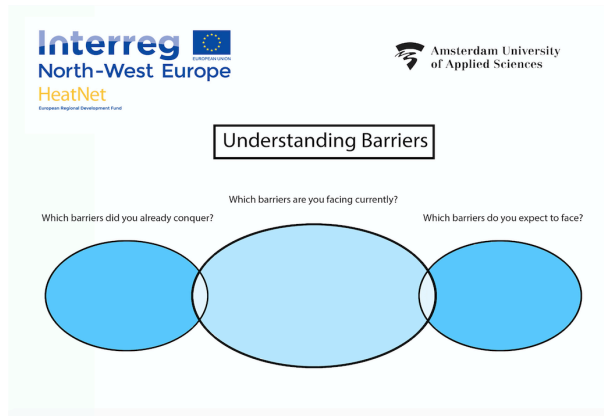 Interreg
EUROPEAN UNION
North-West Europe
HeatNet
European Regional Development Fund
Amsterdam University
of Applied Sciences
Understanding Barriers
Which barriers are you facing currently?
Which barriers did you already conquer?
Which barriers do you expect to face?